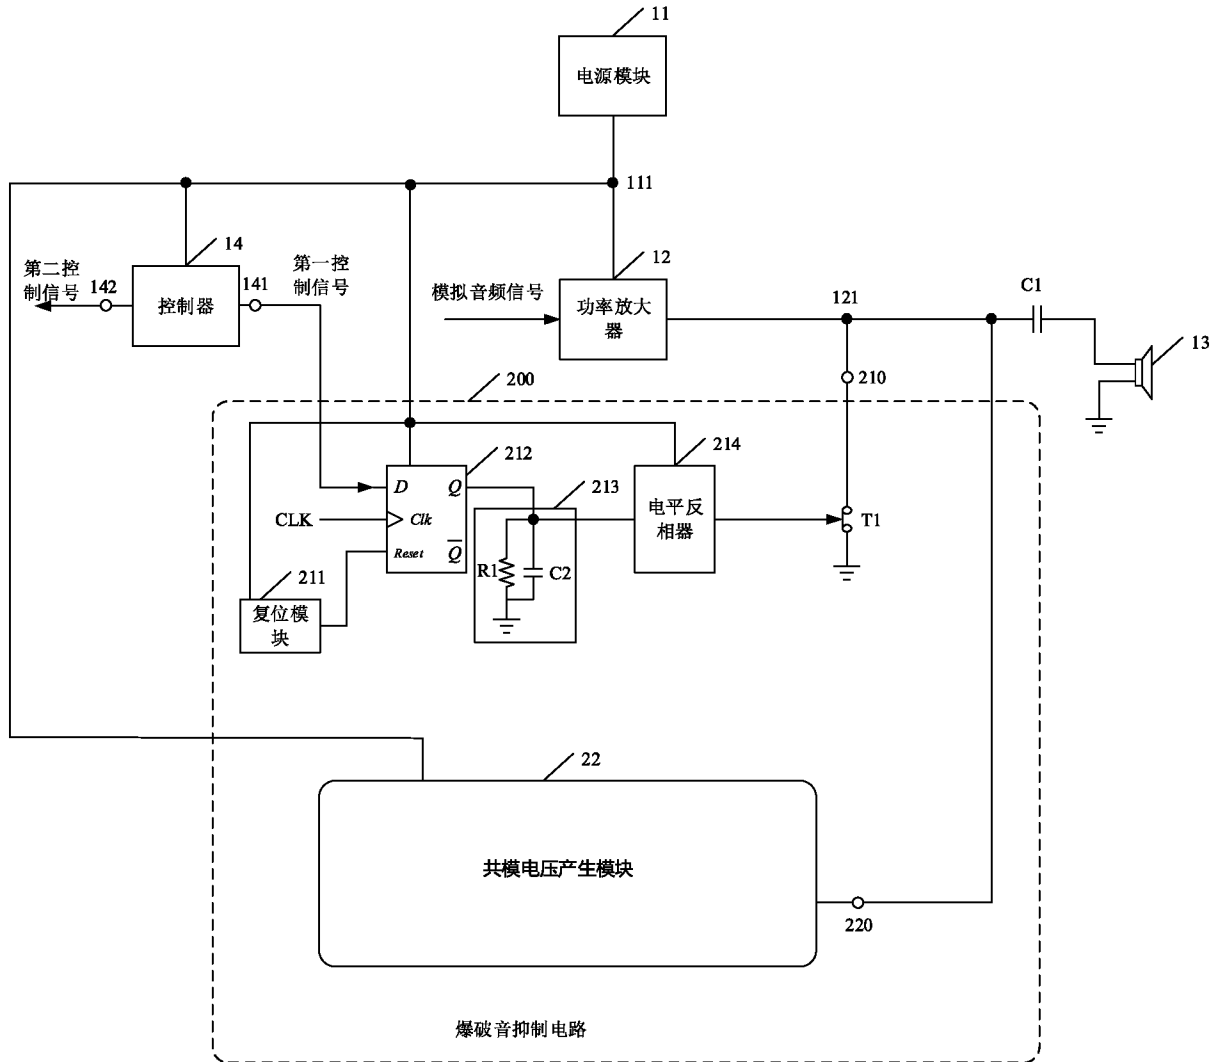 11
电源模块
111
14
第二控
制信号
142
控制器
141
第一控
制信号
12
模拟音频信号
功率放大
器
121
C1
13
210
200
212
D
Q
CLK
Clk
Reset
Q
213
R1
C2
214
电平反
相器
T1
211
复位模
块
22
共模电压产生模块
220
爆破音抑制电路